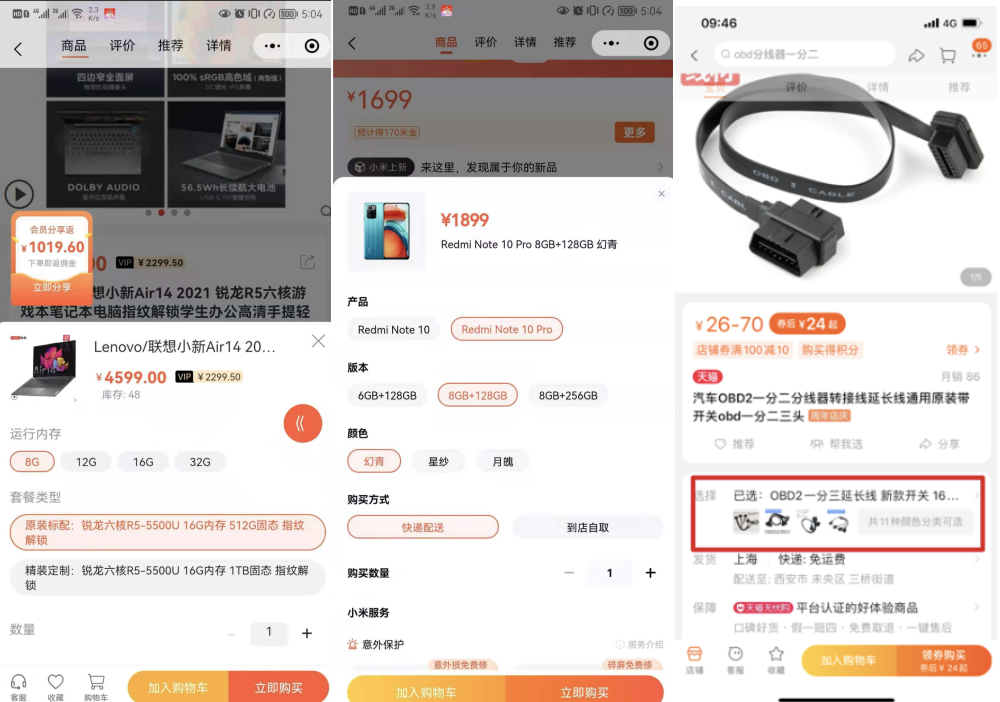 5:04
商品
评价
推荐
详情
四边窄全面屏
100% sRGB高色域(典型值)
DC调光 IPS屏幕
DOLBY AUDIO
56.5Wh长续航大电池
会员分享返
¥1019.60
下单即返佣金
立即分享
VIP ¥2299.50
想小新Air14 2021 锐龙R5六核游
戏本笔记本电脑指纹解锁学生办公高清手提轻
Lenovo/联想小新Air14 20...
¥4599.00
VIP ¥2299.50
库存: 48
运行内存
8G
12G
16G
32G
套餐类型
原装标配：锐龙六核R5-5500U 16G内存 512G固态 指纹
解锁
精装定制：锐龙六核R5-5500U 16G内存 1TB固态 指纹解
锁
数量
1
客服
收藏
购物车
加入购物车
立即购买
5:04
商品
评价
详情
推荐
¥1699
预计得170米金
更多
小米上新
来这里，发现属于你的新品
¥1899
Redmi Note 10 Pro 8GB+128GB 幻青
产品
Redmi Note 10
Redmi Note 10 Pro
版本
6GB+128GB
8GB+128GB
8GB+256GB
颜色
幻青
星纱
月魄
购买方式
快递配送
到店自取
购买数量
1
小米服务
意外保护
服务介绍
意外损免费修
碎屏免费修
加入购物车
立即购买
09:46
4G
obd分线器一分二
65
宝贝
评价
详情
推荐
OBD 2 CABLE
1/5
¥26-70
券后¥24起
店铺券满100减10
购买得积分
领券
天猫
月销 86
汽车OBD2一分二分线器转接线延长线通用原装带
开关obd一分二三头
周年店庆
推荐
帮我选
分享
选择
已选：OBD2一分三延长线 新款开关 16...
共11种颜色分类可选
发货
上海
快递: 免运费
配送至: 西安市 未央区 三桥街道
保障
天猫无忧购
平台认证的好体验商品
口碑好货·假一赔四·免费取退·一键售后
店铺
客服
收藏
加入购物车
领券购买
券后¥24起